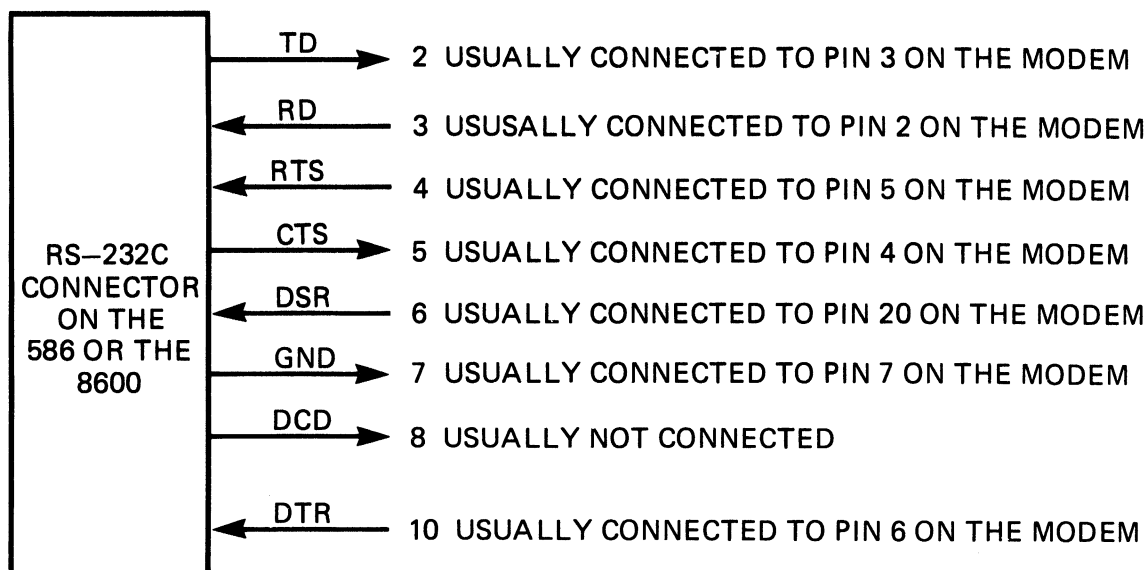 TD 2 USUALLY CONNECTED TO PIN 3 ON THE MODEM
RD 3 USUSALLY CONNECTED TO PIN 2 ON THE MODEM
RTS 4 USUALLY CONNECTED TO PIN 5 ON THE MODEM
CTS 5 USUALLY CONNECTED TO PIN 4 ON THE MODEM
DSR 6 USUALLY CONNECTED TO PIN 20 ON THE MODEM
GND 7 USUALLY CONNECTED TO PIN 7 ON THE MODEM
DCD 8 USUALLY NOT CONNECTED
DTR 10 USUALLY CONNECTED TO PIN 6 ON THE MODEM
RS–232C
CONNECTOR
ON THE
586 OR THE
8600